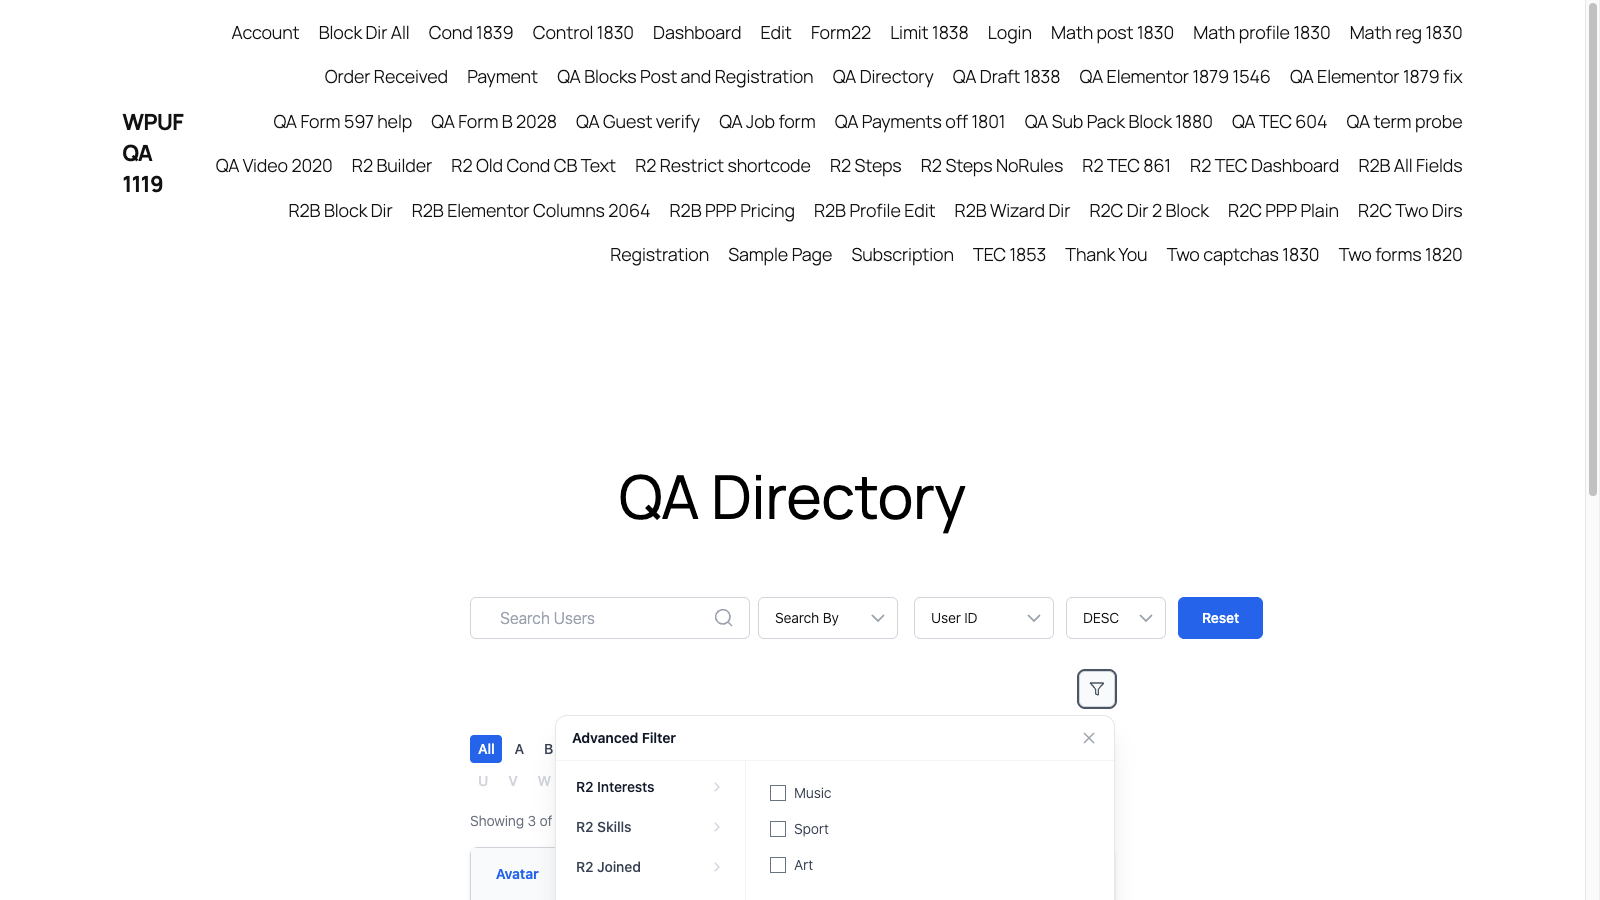 Account Block Dir All Cond 1839 Control 1830 Dashboard Edit Form22 Limit 1838 Login Math post 1830 Math profile 1830 Math reg 1830
Order Received Payment QA Blocks Post and Registration QA Directory QA Draft 1838 QA Elementor 1879 1546 QA Elementor 1879 fix
WPUF
QA
1119
QA Form 597 help QA Form B 2028 QA Guest verify QA Job form QA Payments off 1801 QA Sub Pack Block 1880 QA TEC 604 QA term probe
QA Video 2020 R2 Builder R2 Old Cond CB Text R2 Restrict shortcode R2 Steps R2 Steps NoRules R2 TEC 861 R2 TEC Dashboard R2B All Fields
R2B Block Dir R2B Elementor Columns 2064 R2B PPP Pricing R2B Profile Edit R2B Wizard Dir R2C Dir 2 Block R2C PPP Plain R2C Two Dirs
Registration Sample Page Subscription TEC 1853 Thank You Two captchas 1830 Two forms 1820
QA Directory
Search Users Search By User ID DESC Reset
All A B
U V W
Showing 3 of
Avatar
Advanced Filter
R2 Interests
R2 Skills
R2 Joined
Music
Sport
Art